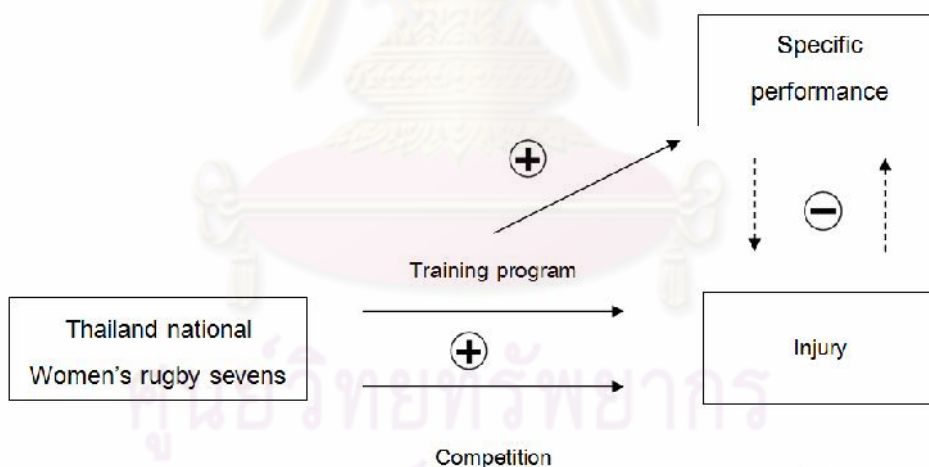 Specific
performance
Training program
Thailand national
Women's rugby sevens
Injury
ศูนย์วิทยทรัพยากร
Competition